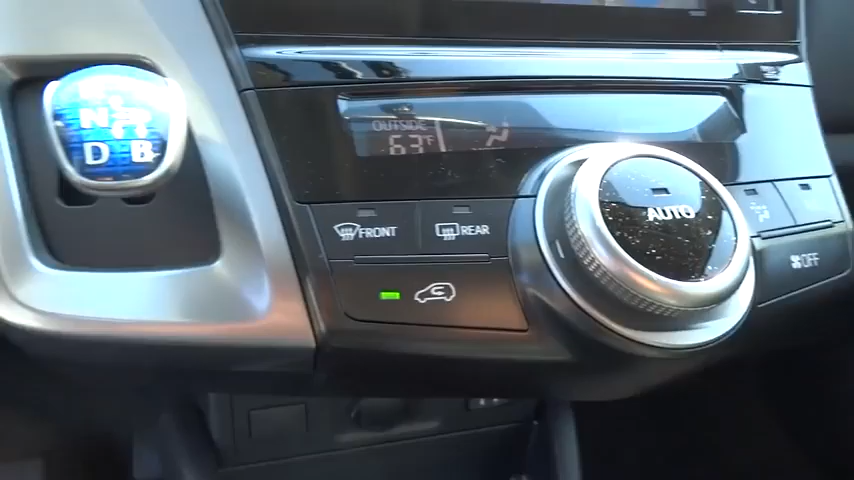 OUTSIDE
63°F
N R
D B
FRONT
REAR
AUTO
OFF